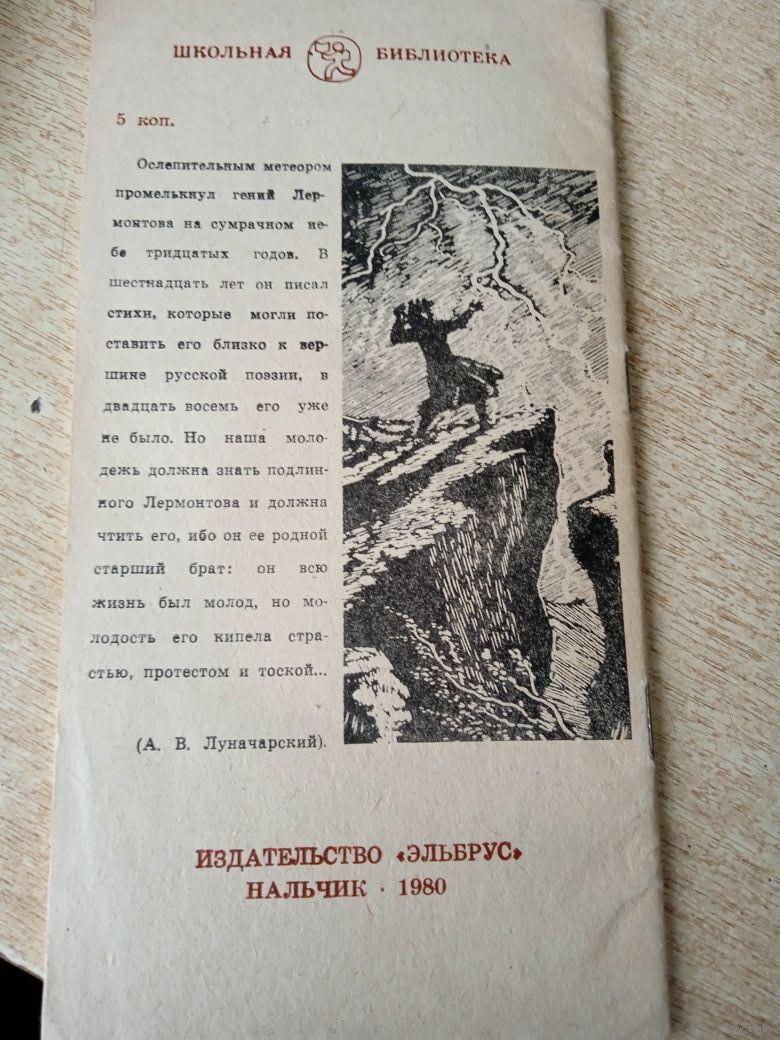 ШКОЛЬНАЯ БИБЛИОТЕКА
5 коп.
Ослепительным метеором
промелькнул гений Лер-
монтова на сумрачном не-
бе тридцатых годов. В
шестнадцать лет он писал
стихи, которые могли по-
ставить его близко к вер-
шине русской поэзии, в
двадцать восемь его уже
не было. Но наша моло-
дежь должна знать подлин-
ного Лермонтова и должна
чтить его, ибо он ее родной
старший брат: он всю
жизнь был молод, но мо-
лодость его кипела стра-
стью, протестом и тоской...
(А. В. Луначарский).
ИЗДАТЕЛЬСТВО «ЭЛЬБРУС»
НАЛЬЧИК · 1980